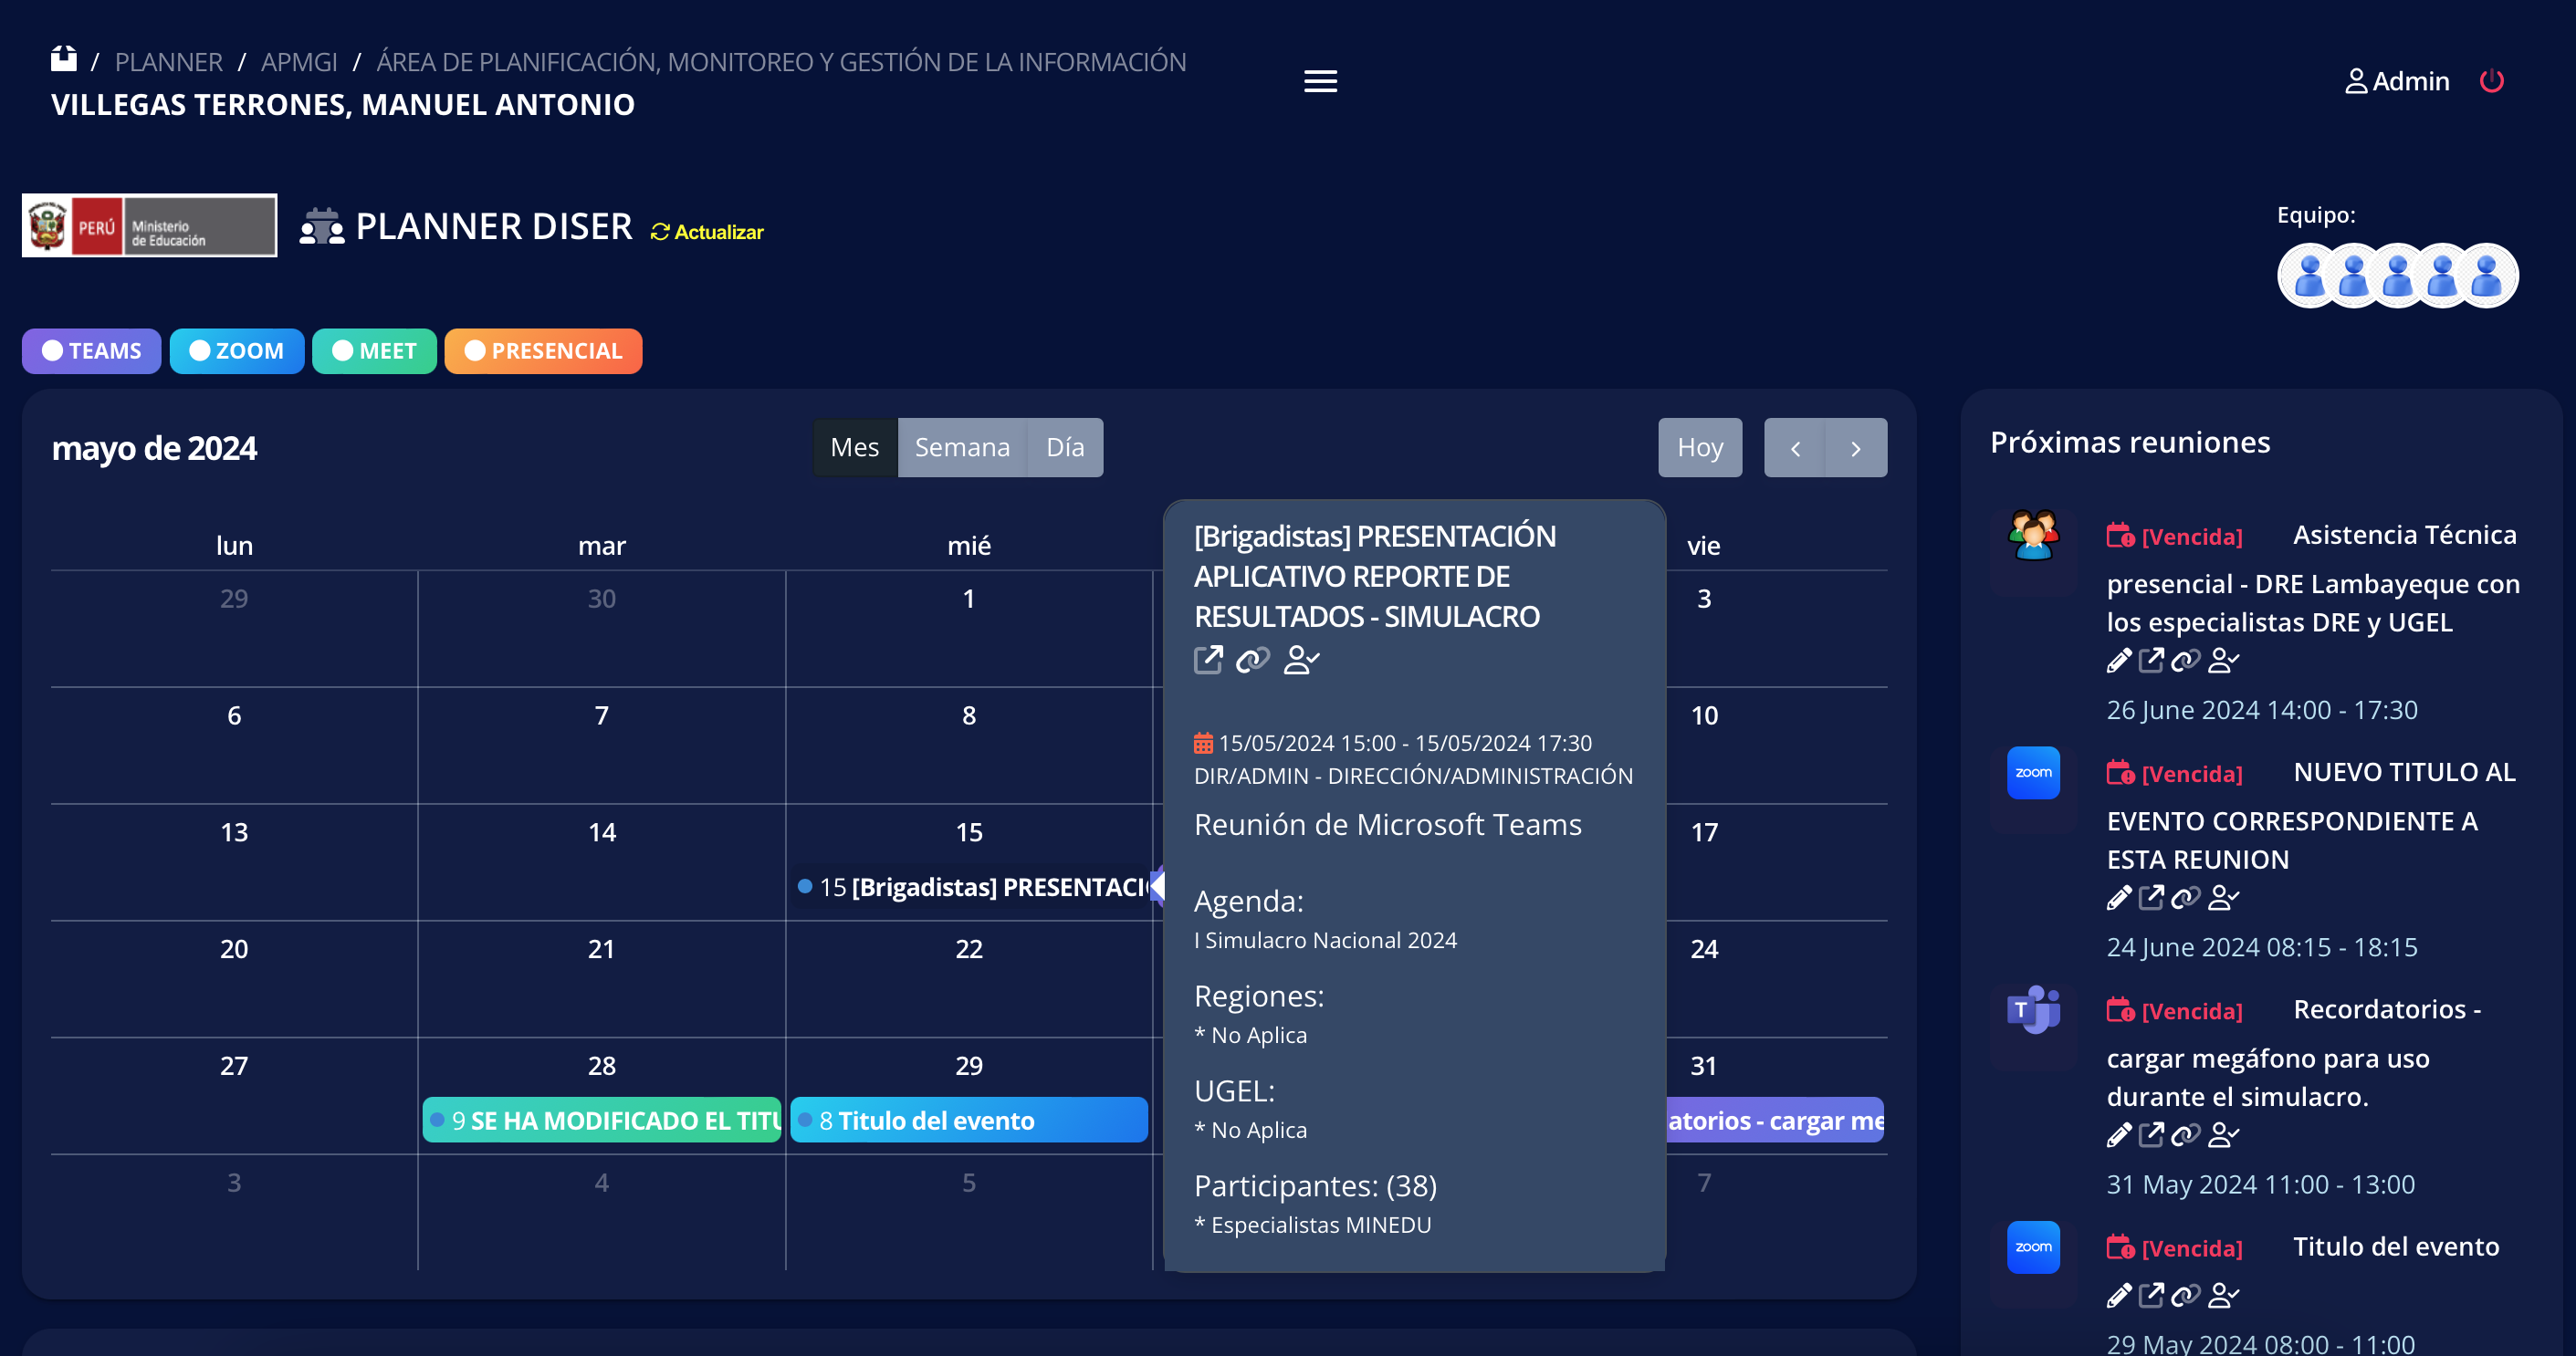 / PLANNER / APMGI / ÁREA DE PLANIFICACIÓN, MONITOREO Y GESTIÓN DE LA INFORMACIÓN
VILLEGAS TERRONES, MANUEL ANTONIO
Admin
PERÚ
Ministerio
de Educación
PLANNER DISER
Actualizar
Equipo:
TEAMS
ZOOM
MEET
PRESENCIAL
mayo de 2024
Mes
Semana
Día
Hoy
lun
mar
mié
vie
29
30
1
3
6
7
8
10
13
14
15
17
15 [Brigadistas] PRESENTACI
20
21
22
24
27
28
29
31
9 SE HA MODIFICADO EL TITU
8 Titulo del evento
atorios - cargar me
3
4
5
7
[Brigadistas] PRESENTACIÓN
APLICATIVO REPORTE DE
RESULTADOS - SIMULACRO
15/05/2024 15:00 - 15/05/2024 17:30
DIR/ADMIN - DIRECCIÓN/ADMINISTRACIÓN
Reunión de Microsoft Teams
Agenda:
I Simulacro Nacional 2024
Regiones:
* No Aplica
UGEL:
* No Aplica
Participantes: (38)
* Especialistas MINEDU
Próximas reuniones
[Vencida] Asistencia Técnica
presencial - DRE Lambayeque con
los especialistas DRE y UGEL
26 June 2024 14:00 - 17:30
zoom
[Vencida] NUEVO TITULO AL
EVENTO CORRESPONDIENTE A
ESTA REUNION
24 June 2024 08:15 - 18:15
T
[Vencida] Recordatorios -
cargar megáfono para uso
durante el simulacro.
31 May 2024 11:00 - 13:00
zoom
[Vencida] Titulo del evento
29 May 2024 08:00 - 11:00